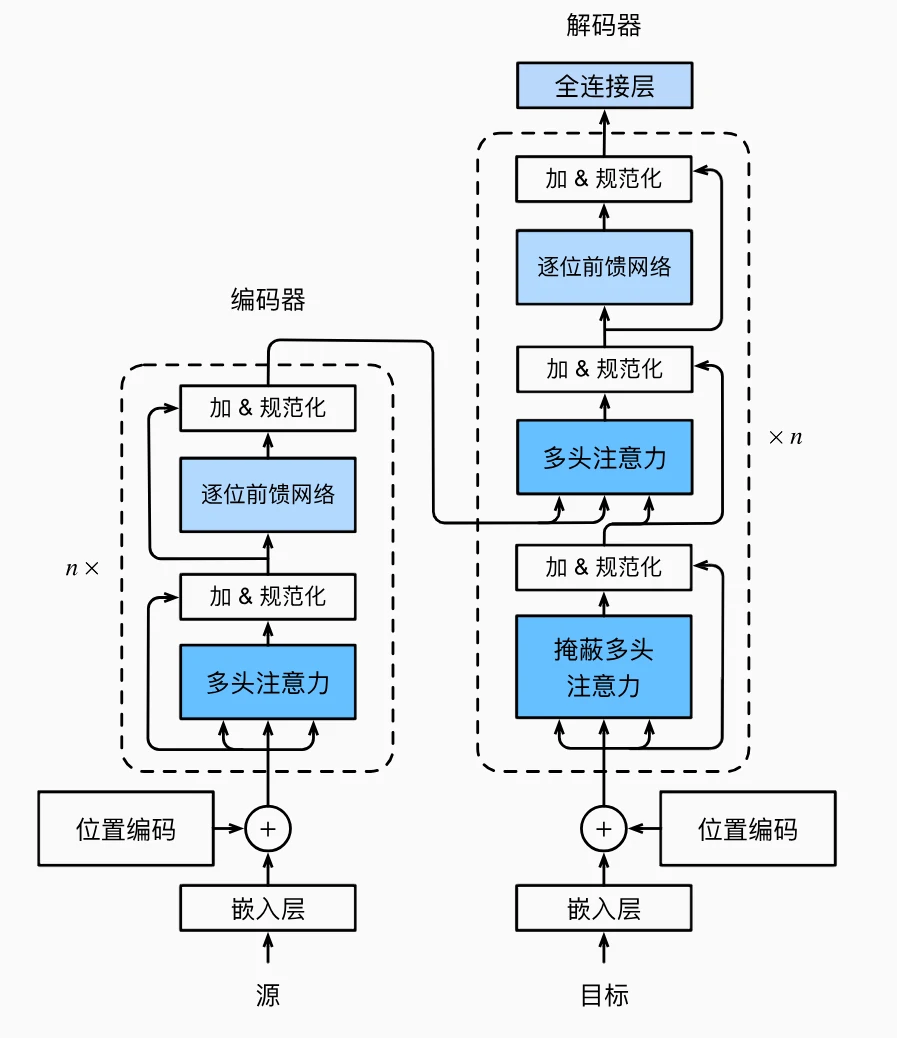 解码器
全连接层
加 & 规范化
逐位前馈网络
加 & 规范化
多头注意力
加 & 规范化
掩蔽多头
注意力
× n
位置编码
嵌入层
目标
编码器
加 & 规范化
逐位前馈网络
加 & 规范化
多头注意力
n ×
位置编码
嵌入层
源
+
+